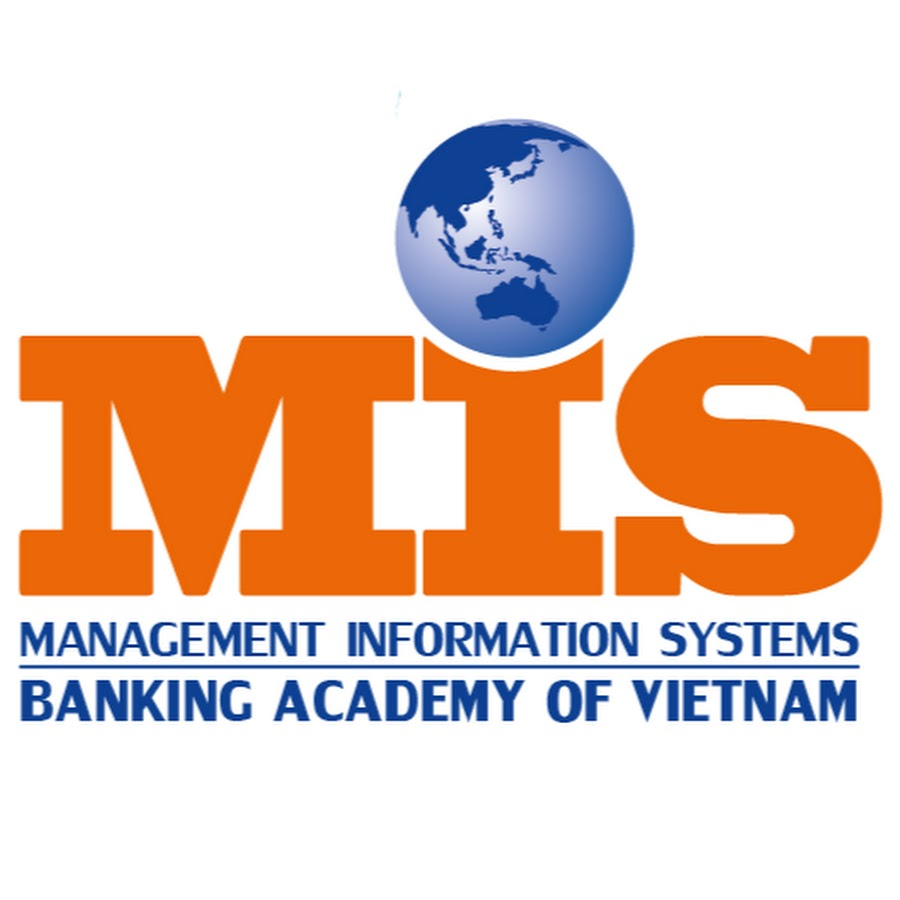 MIS
MANAGEMENT INFORMATION SYSTEMS
BANKING ACADEMY OF VIETNAM